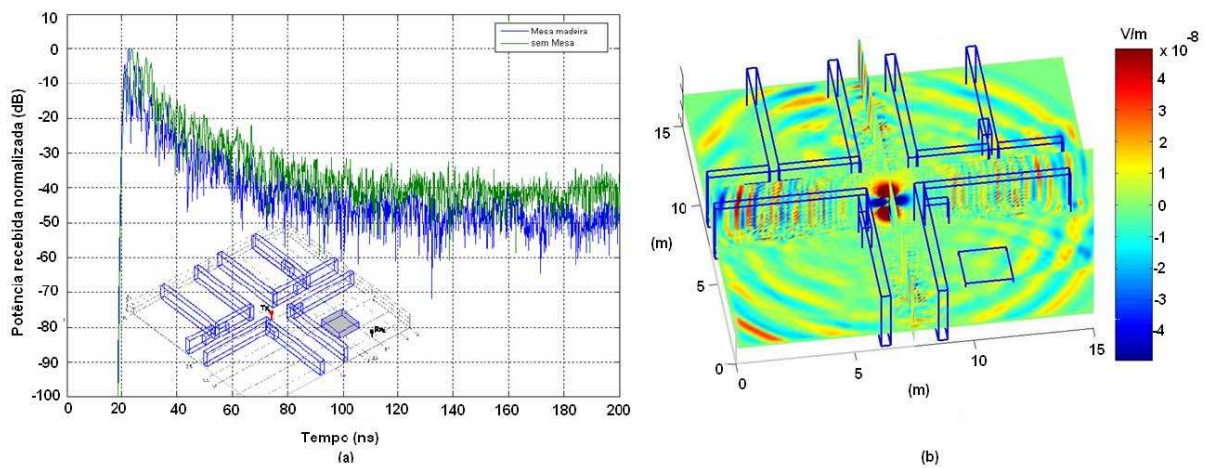 10
0
-10
-20
-30
-40
-50
-60
-70
-80
-90
-100
Potência recebida normalizada (dB)
Mesa madeira
sem Mesa
Tx
Rx
0 20 40 60 80 100 120 140 160 180 200
Tempo (ns)
(a)
V/m
x 10⁻⁸
4
3
2
1
0
-1
-2
-3
-4
15
10
(m)
5
0
0 5 10 15
(m)
(b)